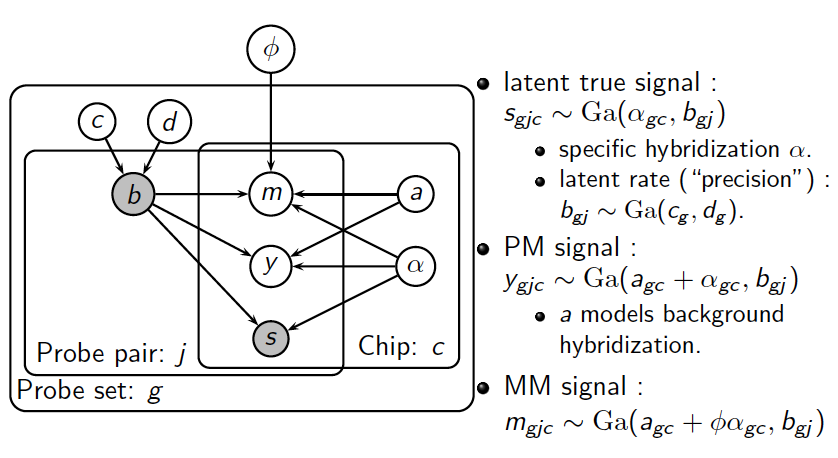 ϕ
c
d
b
m
a
y
α
s
Probe pair: j
Chip: c
Probe set: g
latent true signal :
s_gjc ∼ Ga(α_gc, b_gj)
specific hybridization α.
latent rate (“precision”) :
b_gj ∼ Ga(c_g, d_g).
PM signal :
y_gjc ∼ Ga(a_gc + α_gc, b_gj)
a models background
hybridization.
MM signal :
m_gjc ∼ Ga(a_gc + ϕα_gc, b_gj)